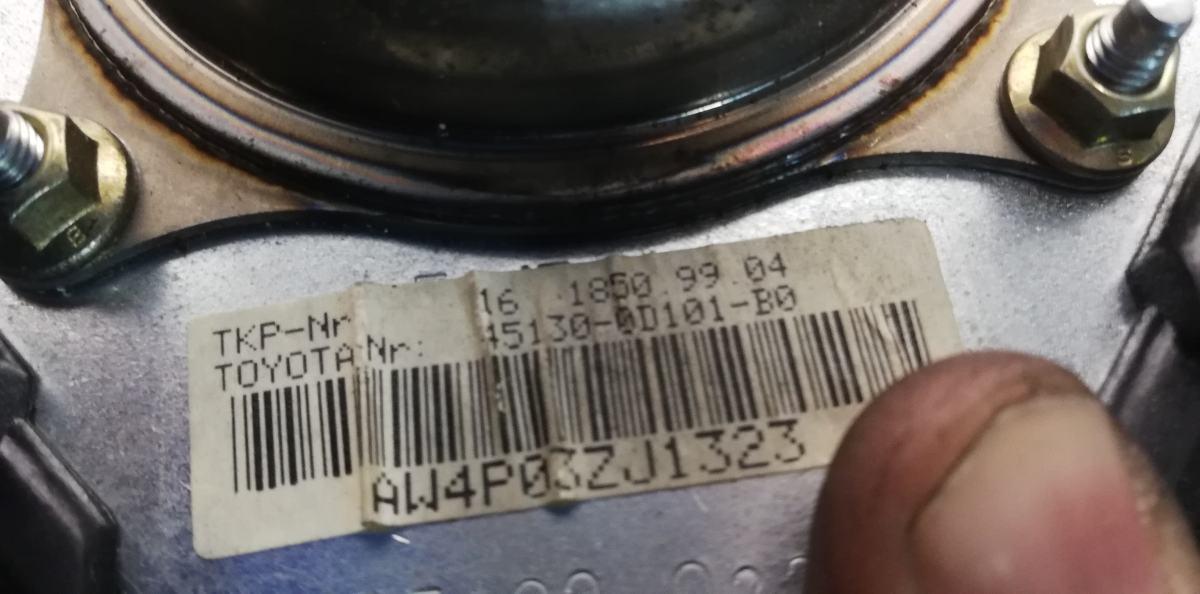 TKP-Nr 16 1850 99 04
TOYOTA Nr: 45130-0D101-B0
AW4P03ZJ1323